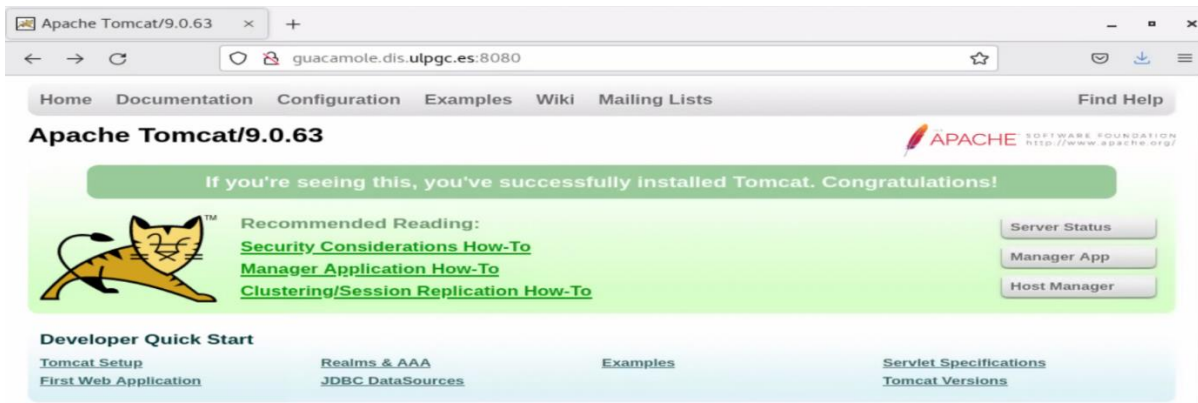 Apache Tomcat/9.0.63
guacamole.dis.ulpgc.es:8080
Home Documentation Configuration Examples Wiki Mailing Lists Find Help
Apache Tomcat/9.0.63
APACHE SOFTWARE FOUNDATION
http://www.apache.org/
If you're seeing this, you've successfully installed Tomcat. Congratulations!
TM
Recommended Reading:
Security Considerations How-To
Manager Application How-To
Clustering/Session Replication How-To
Server Status
Manager App
Host Manager
Developer Quick Start
Tomcat Setup Realms & AAA Examples Servlet Specifications
First Web Application JDBC DataSources Tomcat Versions